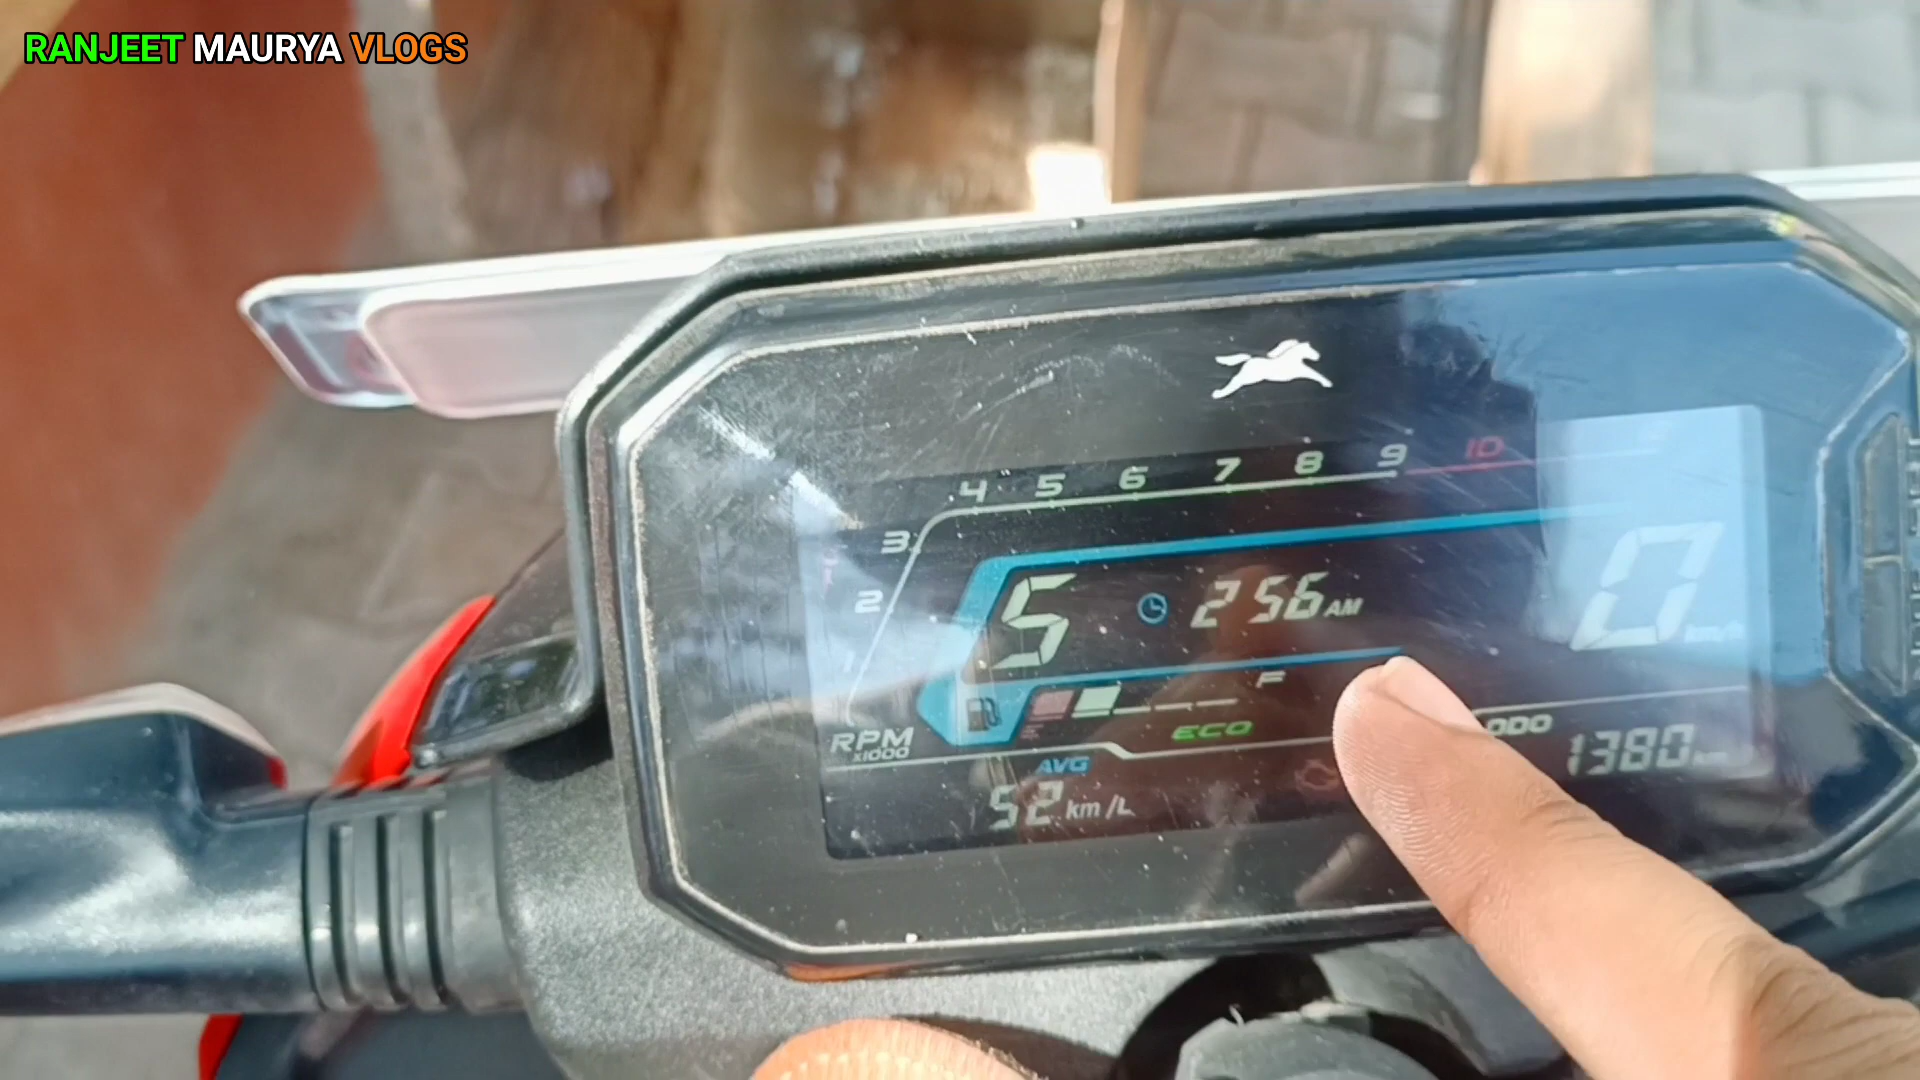 RANJEET MAURYA VLOGS
4 5 6 7 8 9 10
3
2
1
5 2 56 AM 0 km/h
F
RPM x1000
ECO
ODO
AVG
1380
52 km/L